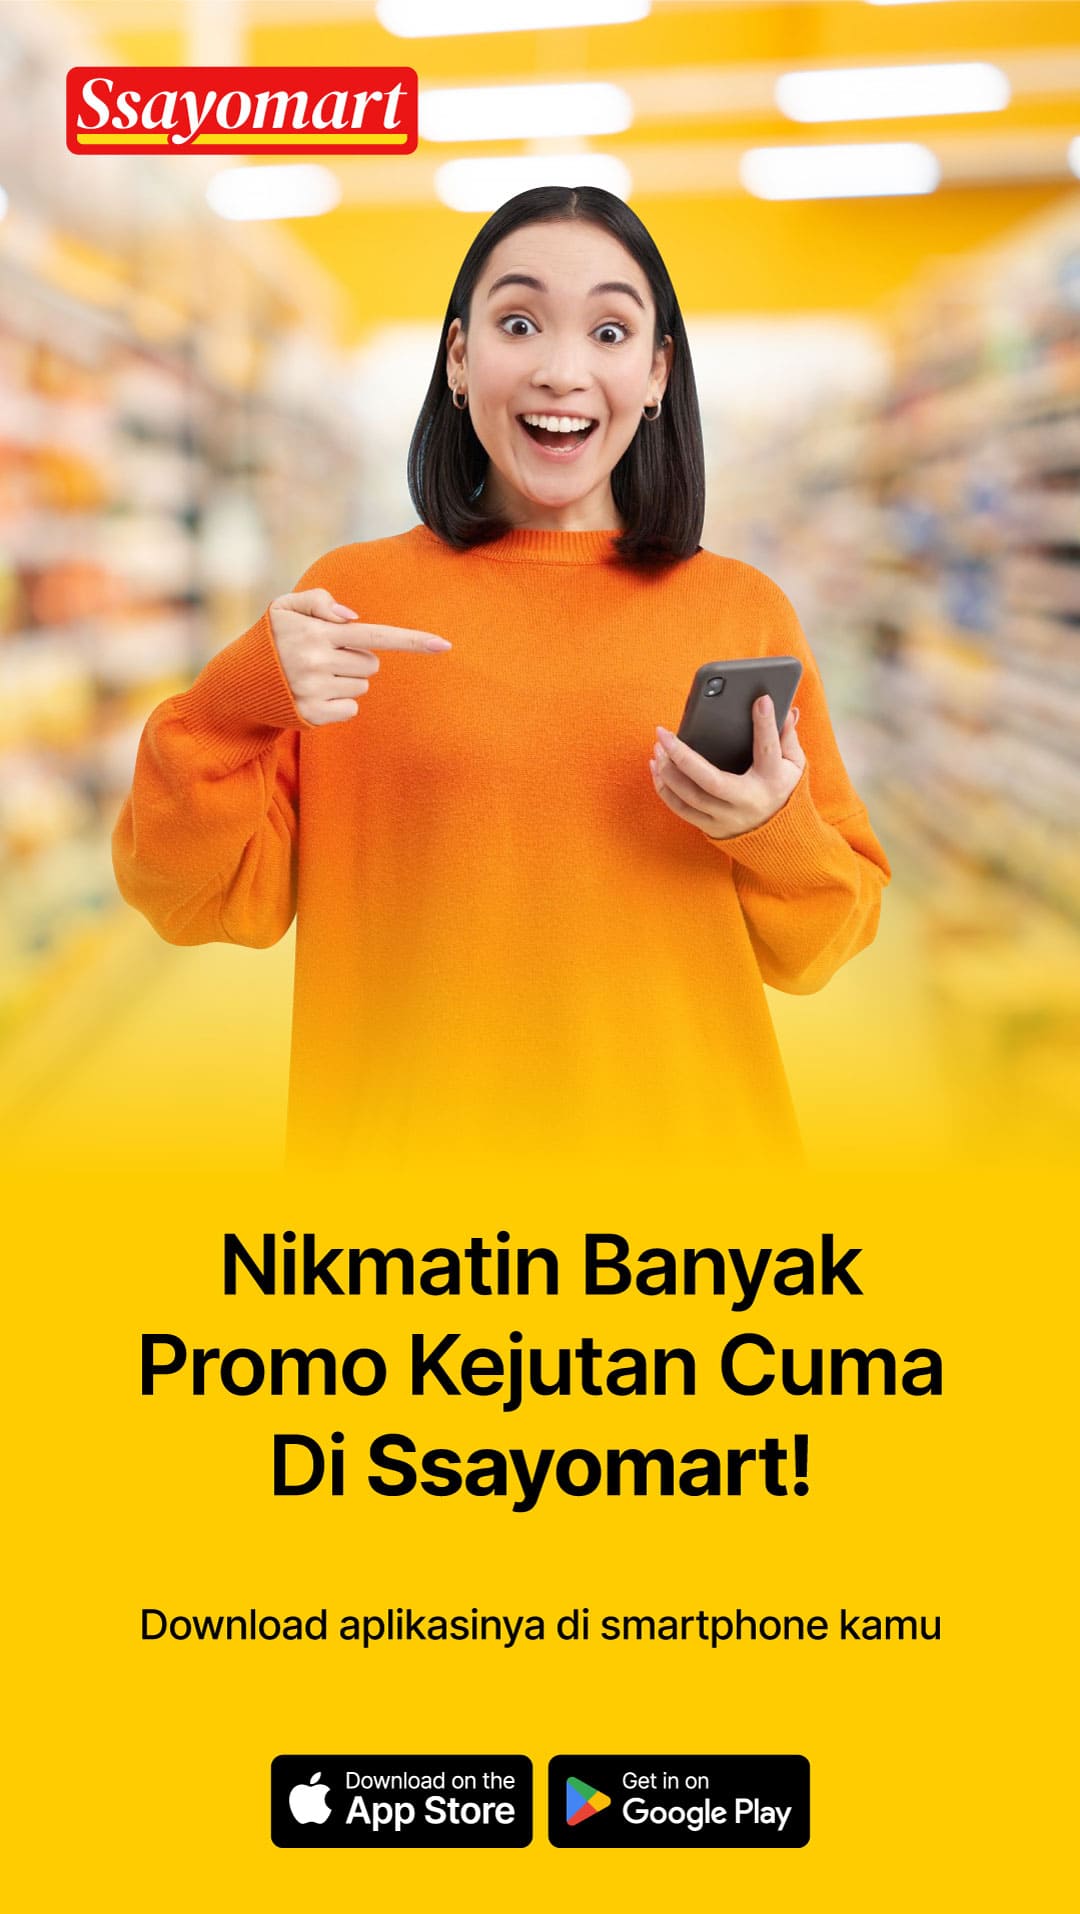 Ssayomart
Nikmatin Banyak
Promo Kejutan Cuma
Di Ssayomart!
Download aplikasinya di smartphone kamu
Download on the
App Store
Get in on
Google Play